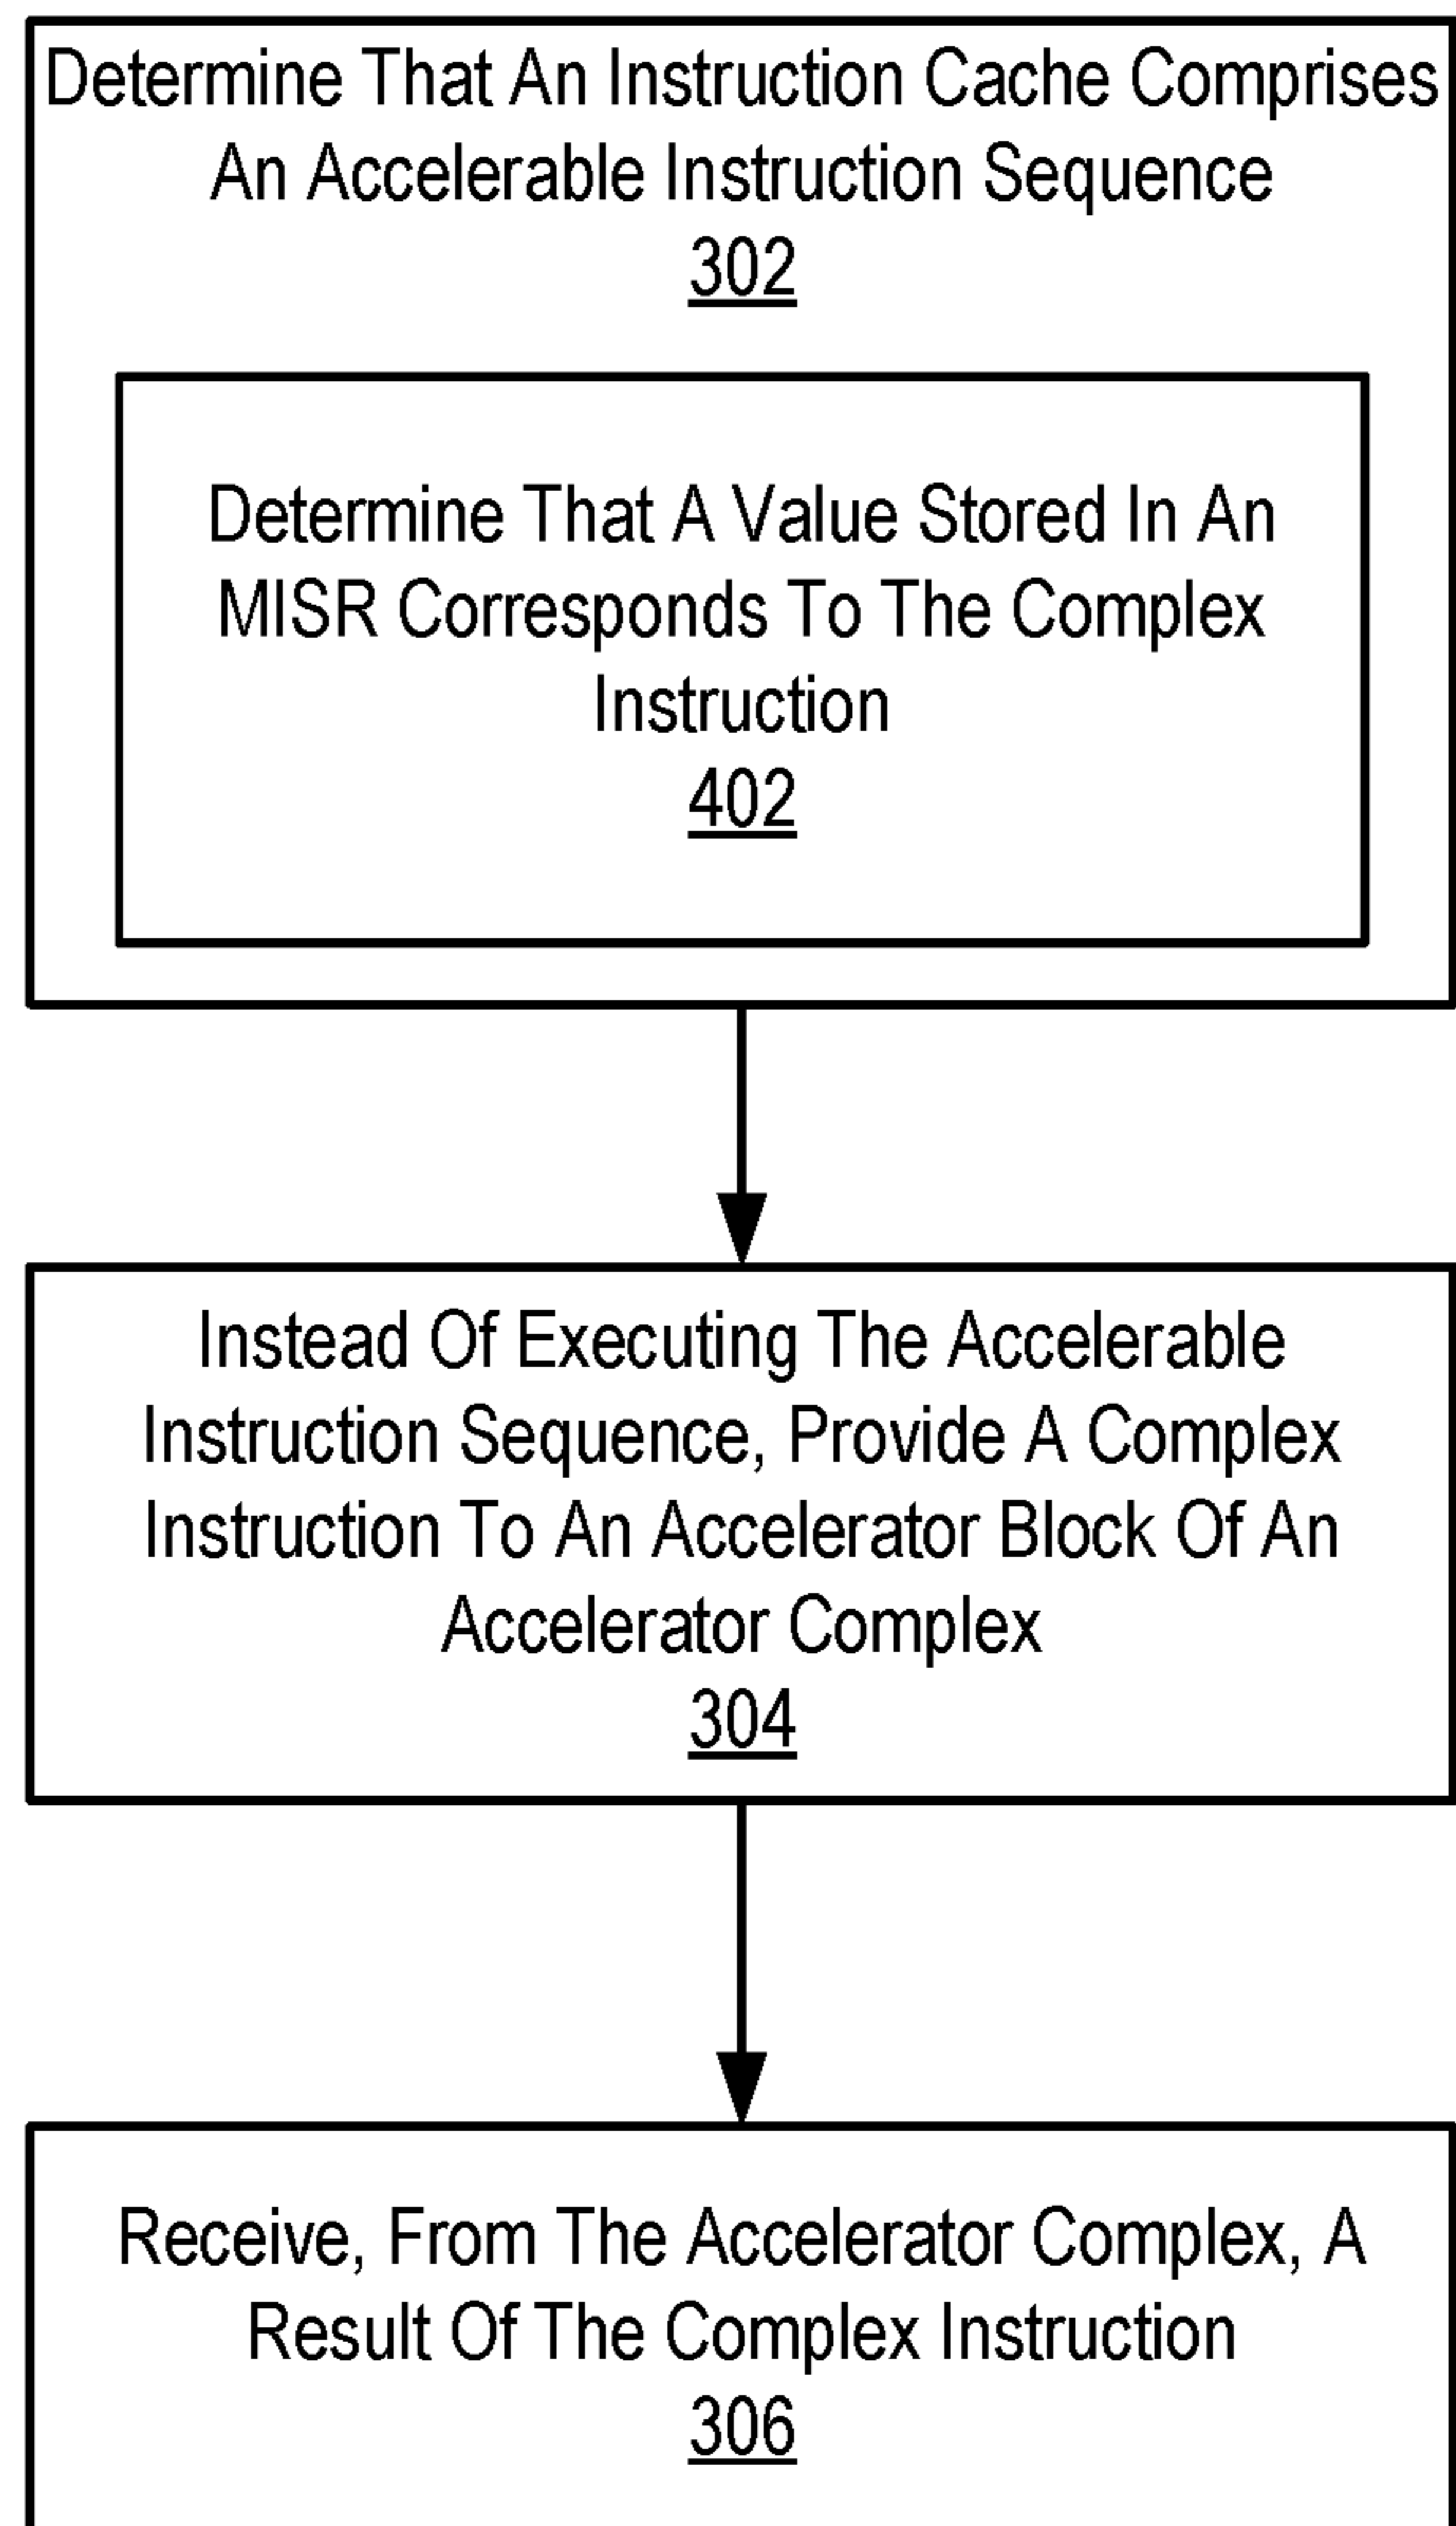 Determine That An Instruction Cache Comprises
An Accelerable Instruction Sequence
302
Determine That A Value Stored In An
MISR Corresponds To The Complex
Instruction
402
Instead Of Executing The Accelerable
Instruction Sequence, Provide A Complex
Instruction To An Accelerator Block Of An
Accelerator Complex
304
Receive, From The Accelerator Complex, A
Result Of The Complex Instruction
306